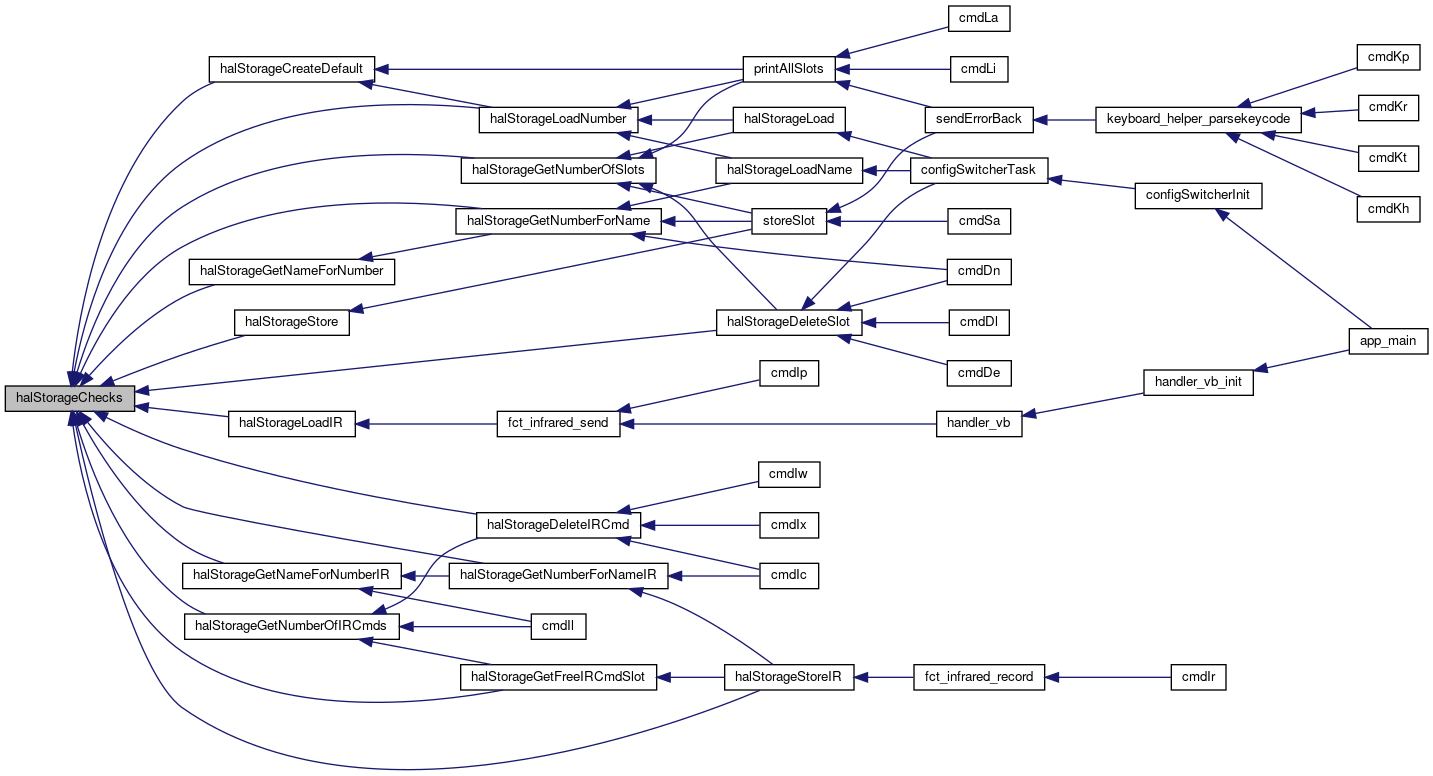 cmdLa
halStorageCreateDefault
printAllSlots
cmdLi
cmdKp
cmdKr
halStorageLoadNumber
halStorageLoad
sendErrorBack
keyboard_helper_parsekeycode
cmdKt
halStorageGetNumberOfSlots
halStorageLoadName
configSwitcherTask
configSwitcherInit
cmdKh
halStorageGetNumberForName
storeSlot
cmdSa
halStorageGetNameForNumber
cmdDn
halStorageStore
halStorageDeleteSlot
cmdDl
app_main
cmdIp
cmdDe
handler_vb_init
halStorageChecks
halStorageLoadIR
fct_infrared_send
handler_vb
cmdIw
halStorageDeleteIRCmd
cmdIx
halStorageGetNameForNumberIR
halStorageGetNumberForNameIR
cmdIc
halStorageGetNumberOfIRCmds
cmdIl
halStorageGetFreeIRCmdSlot
halStorageStoreIR
fct_infrared_record
cmdIr